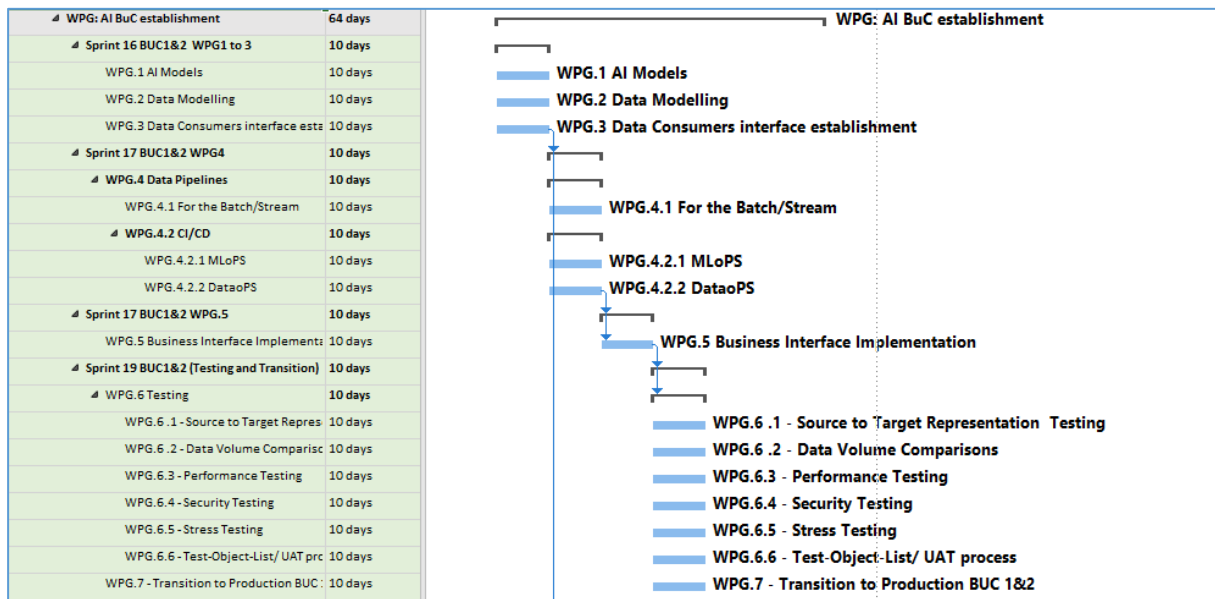 WPG: AI BuC establishment 64 days WPG: AI BuC establishment
Sprint 16 BUC1&2 WPG1 to 3 10 days
WPG.1 AI Models 10 days WPG.1 AI Models
WPG.2 Data Modelling 10 days WPG.2 Data Modelling
WPG.3 Data Consumers interface esta 10 days WPG.3 Data Consumers interface establishment
Sprint 17 BUC1&2 WPG4 10 days
WPG.4 Data Pipelines 10 days
WPG.4.1 For the Batch/Stream 10 days WPG.4.1 For the Batch/Stream
WPG.4.2 CI/CD 10 days
WPG.4.2.1 MLoPS 10 days WPG.4.2.1 MLoPS
WPG.4.2.2 DataoPS 10 days WPG.4.2.2 DataoPS
Sprint 17 BUC1&2 WPG.5 10 days
WPG.5 Business Interface Implementa 10 days WPG.5 Business Interface Implementation
Sprint 19 BUC1&2 (Testing and Transition) 10 days
WPG.6 Testing 10 days
WPG.6 .1 - Source to Target Repres 10 days WPG.6 .1 - Source to Target Representation Testing
WPG.6 .2 - Data Volume Comparisc 10 days WPG.6 .2 - Data Volume Comparisons
WPG.6.3 - Performance Testing 10 days WPG.6.3 - Performance Testing
WPG.6.4 - Security Testing 10 days WPG.6.4 - Security Testing
WPG.6.5 - Stress Testing 10 days WPG.6.5 - Stress Testing
WPG.6.6 - Test-Object-List/ UAT prc 10 days WPG.6.6 - Test-Object-List/ UAT process
WPG.7 - Transition to Production BUC 10 days WPG.7 - Transition to Production BUC 1&2